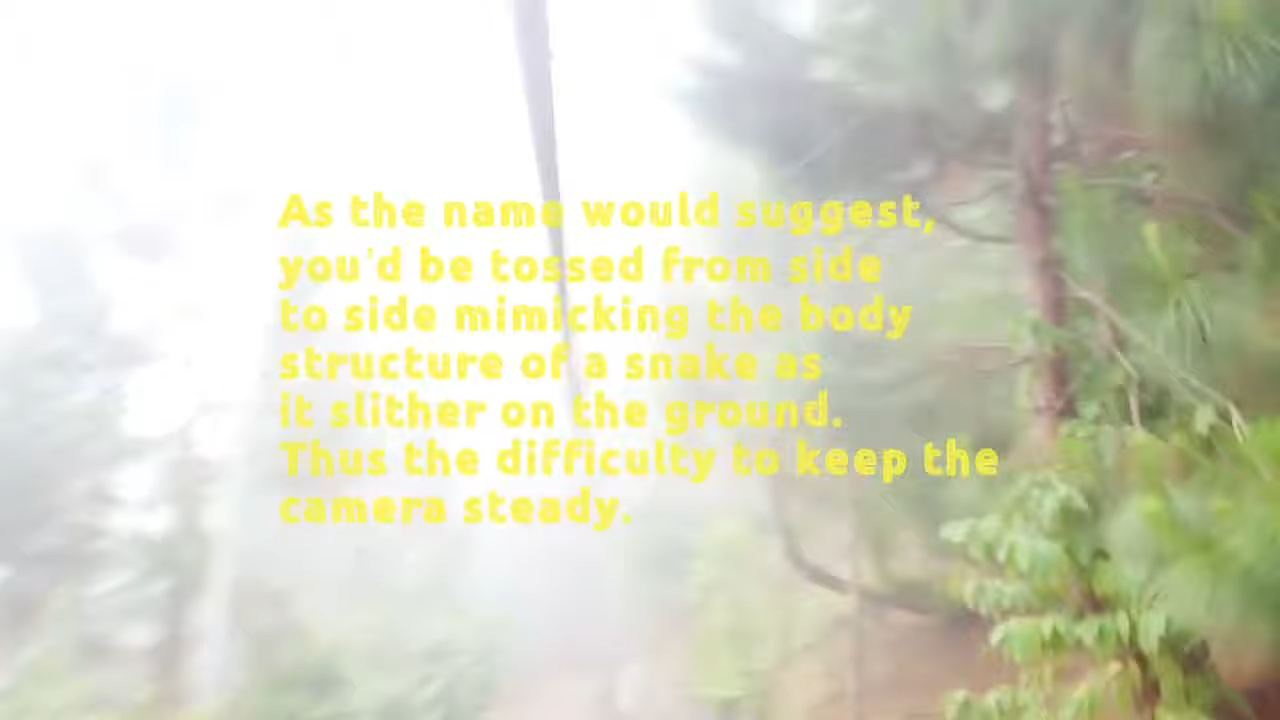 As the name would suggest,
you'd be tossed from side
to side mimicking the body
structure of a snake as
it slither on the ground.
Thus the difficulty to keep the
camera steady.